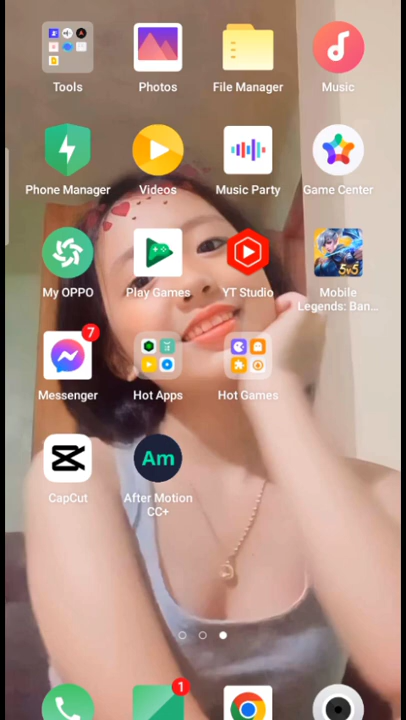 Tools
Photos
File Manager
Music
Phone Manager
Videos
Music Party
Game Center
My OPPO
Play Games
YT Studio
5v5
Mobile
Legends: Ban...
7
Messenger
Hot Apps
Hot Games
CapCut
Am
After Motion
CC+
1